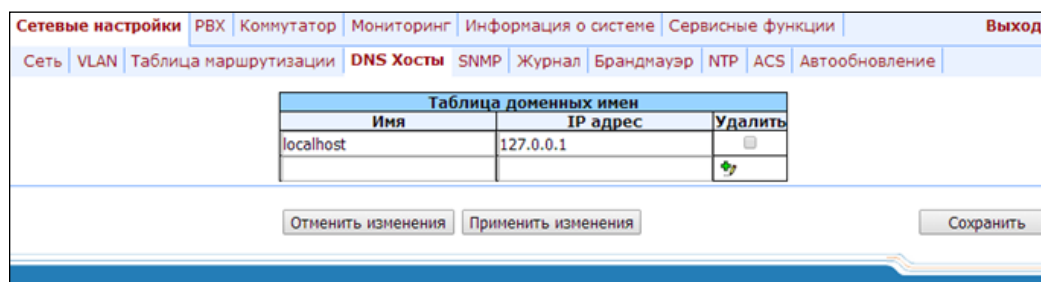 Сетевые настройки PBX Коммутатор Мониторинг Информация о системе Сервисные функции Выход
Сеть VLAN Таблица маршрутизации DNS Хосты SNMP Журнал Брандмауэр NTP ACS Автообновление
Таблица доменных имен
Имя IP адрес Удалить
localhost 127.0.0.1
Отменить изменения Применить изменения Сохранить